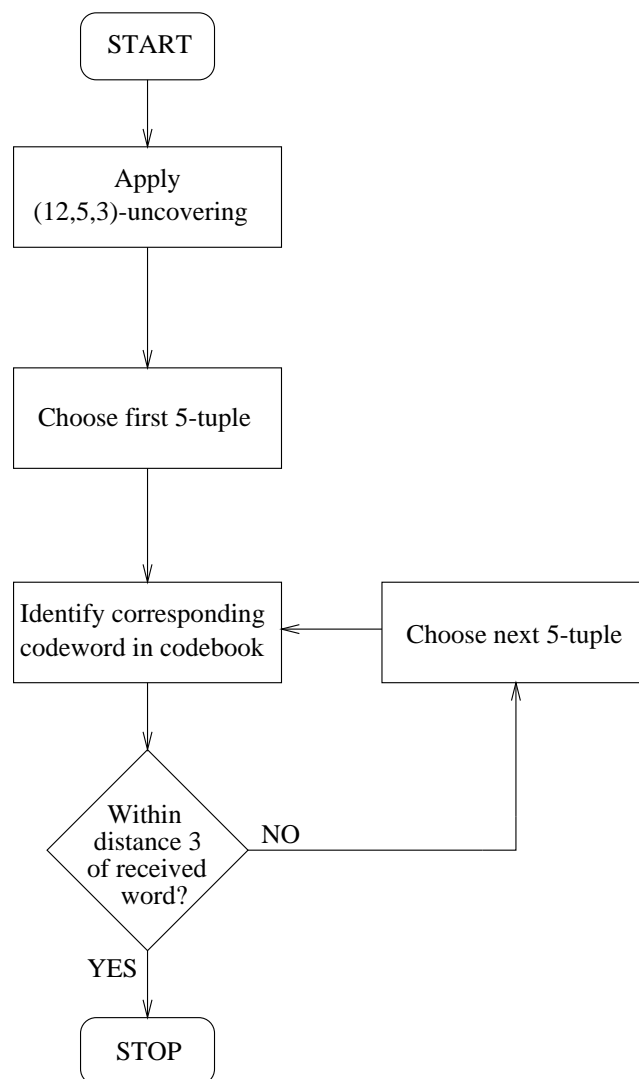 START
Apply
(12,5,3)-uncovering
Choose first 5-tuple
Identify corresponding
codeword in codebook
Choose next 5-tuple
Within
distance 3
of received
word?
NO
YES
STOP